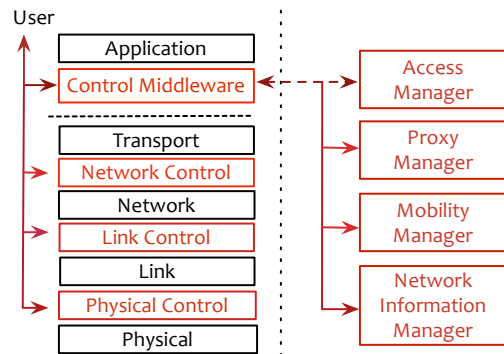 User
Application
Control Middleware
Transport
Network Control
Network
Link Control
Link
Physical Control
Physical
Access
Manager
Proxy
Manager
Mobility
Manager
Network
Information
Manager